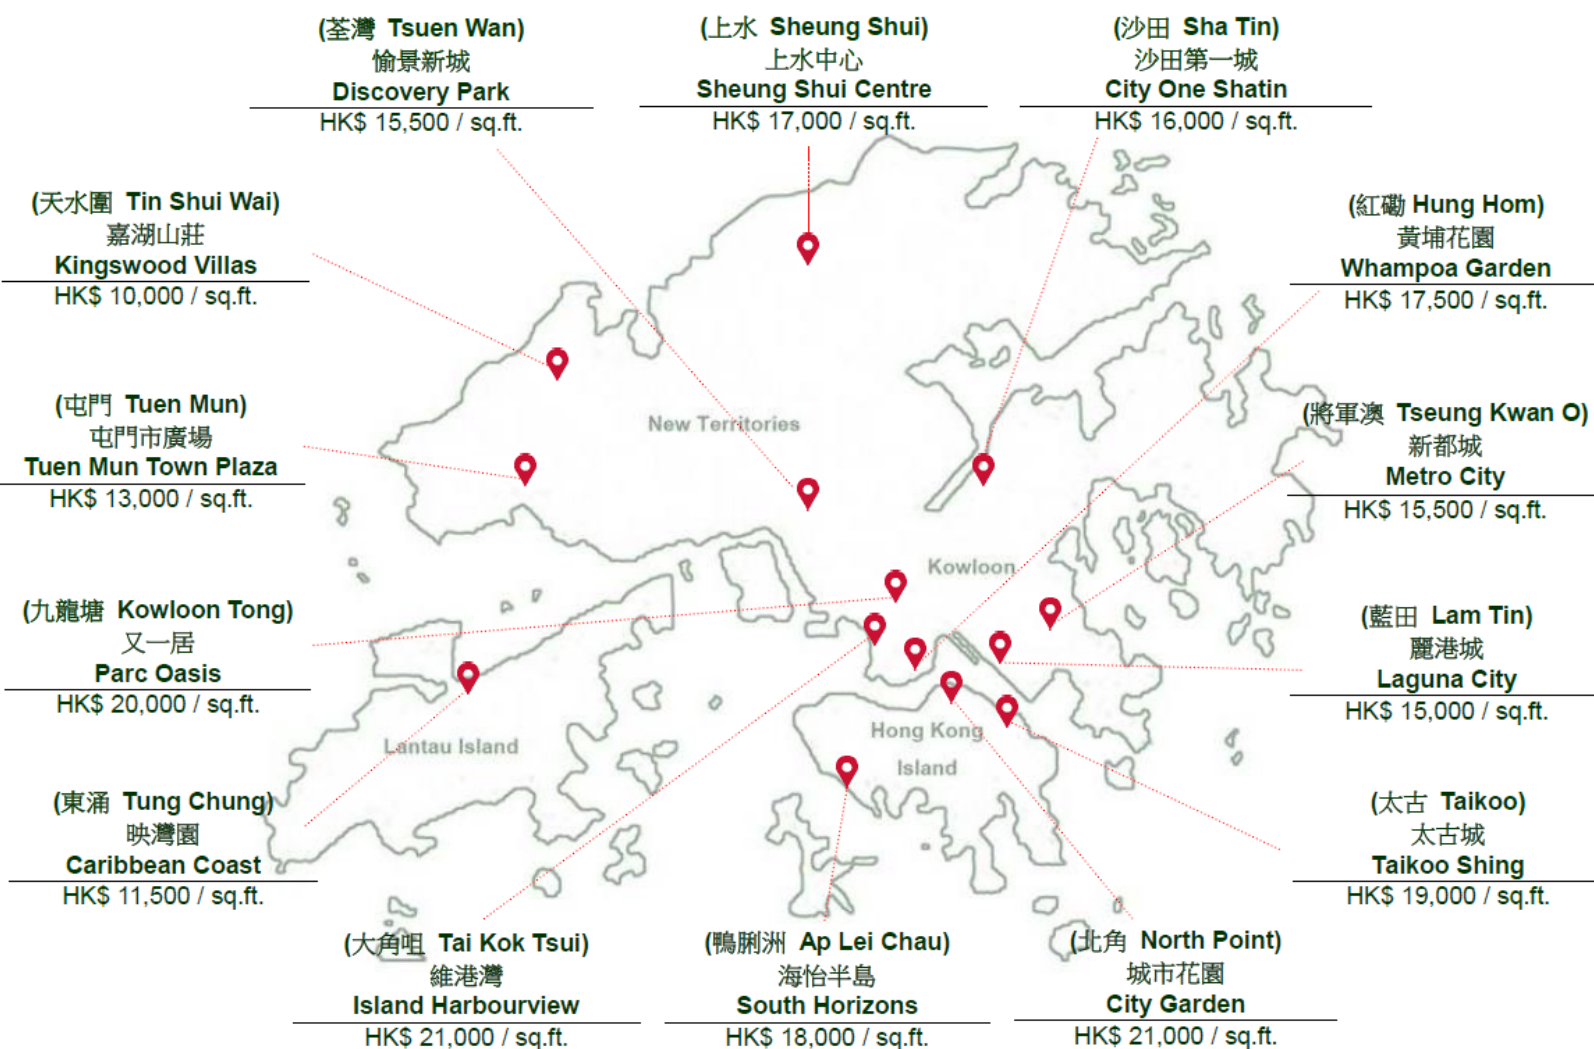 (荃灣 Tsuen Wan)
愉景新城
Discovery Park
HK$ 15,500 / sq.ft.
(上水 Sheung Shui)
上水中心
Sheung Shui Centre
HK$ 17,000 / sq.ft.
(沙田 Sha Tin)
沙田第一城
City One Shatin
HK$ 16,000 / sq.ft.
(天水圍 Tin Shui Wai)
嘉湖山莊
Kingswood Villas
HK$ 10,000 / sq.ft.
(紅磡 Hung Hom)
黃埔花園
Whampoa Garden
HK$ 17,500 / sq.ft.
(屯門 Tuen Mun)
屯門市廣場
Tuen Mun Town Plaza
HK$ 13,000 / sq.ft.
New Territories
(將軍澳 Tseung Kwan O)
新都城
Metro City
HK$ 15,500 / sq.ft.
Kowloon
(九龍塘 Kowloon Tong)
又一居
Parc Oasis
HK$ 20,000 / sq.ft.
(藍田 Lam Tin)
麗港城
Laguna City
HK$ 15,000 / sq.ft.
Lantau Island
Hong Kong
Island
(東涌 Tung Chung)
映灣園
Caribbean Coast
HK$ 11,500 / sq.ft.
(太古 Taikoo)
太古城
Taikoo Shing
HK$ 19,000 / sq.ft.
(大角咀 Tai Kok Tsui)
維港灣
Island Harbourview
HK$ 21,000 / sq.ft.
(鴨脷洲 Ap Lei Chau)
海怡半島
South Horizons
HK$ 18,000 / sq.ft.
(北角 North Point)
城市花園
City Garden
HK$ 21,000 / sq.ft.